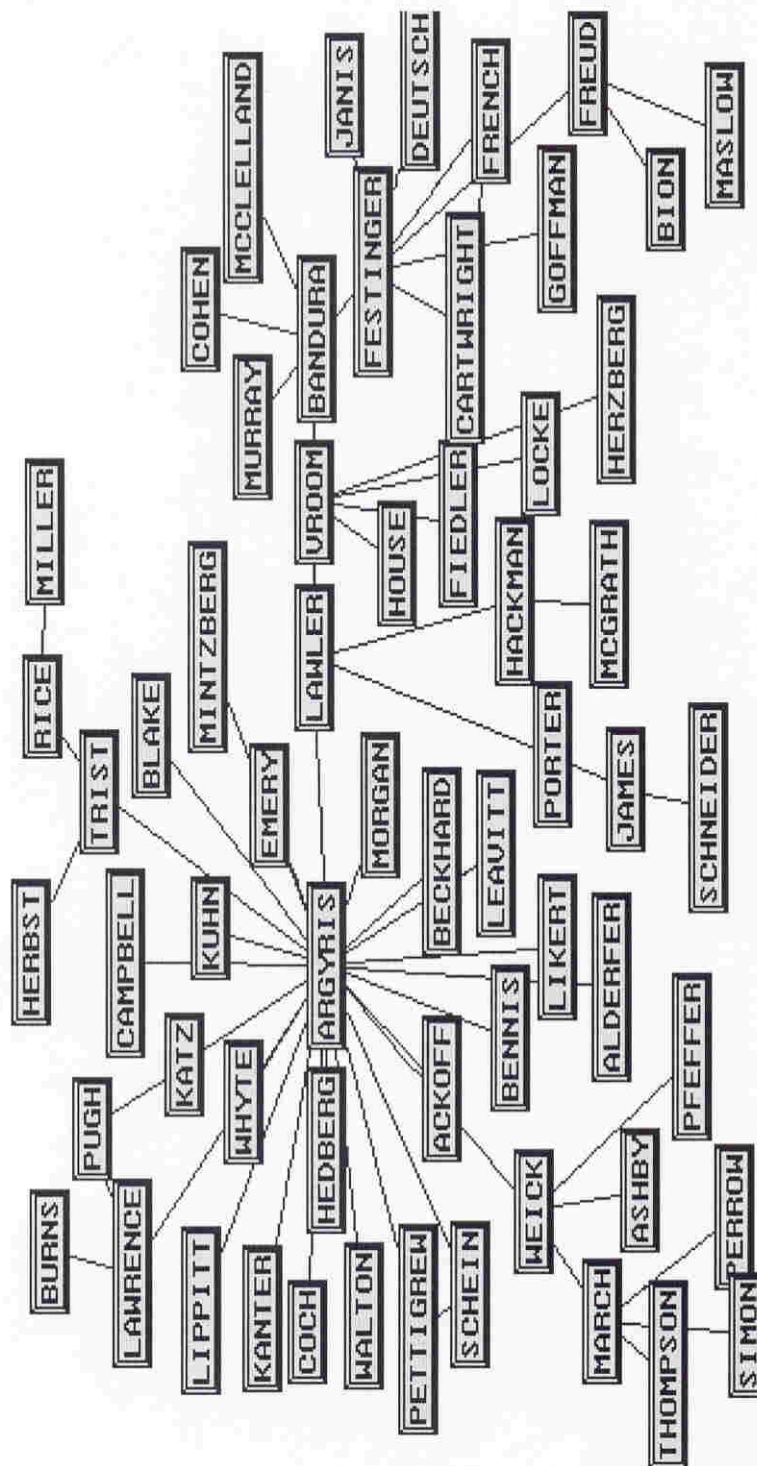 HERBST
RICE
MILLER
TRIST
BLAKE
CAMPBELL
KUHN
EMERY
MINTZBERG
BURNS
PUGH
KATZ
LAWRENCE
WHYTE
LIPPITT
KANTER
HEDBERG
COCH
WALTON
PETTIGREW
SCHEIN
ARGYRIS
MORGAN
BECKHARD
LEAVITT
ACKOFF
BENNIS
LIKERT
ALDERFER
WEICK
MARCH
ASHBY
PFEFFER
THOMPSON
PERROW
SIMON
LAWLER
VROOM
HOUSE
FIEDLER
HACKMAN
LOCKE
PORTER
MCGRATH
HERZBERG
JAMES
SCHNEIDER
MURRAY
COHEN
MCCLELLAND
BANDURA
FESTINGER
JANIS
DEUTSCH
CARTWRIGHT
FRENCH
GOFFMAN
FREUD
BION
MASLOW